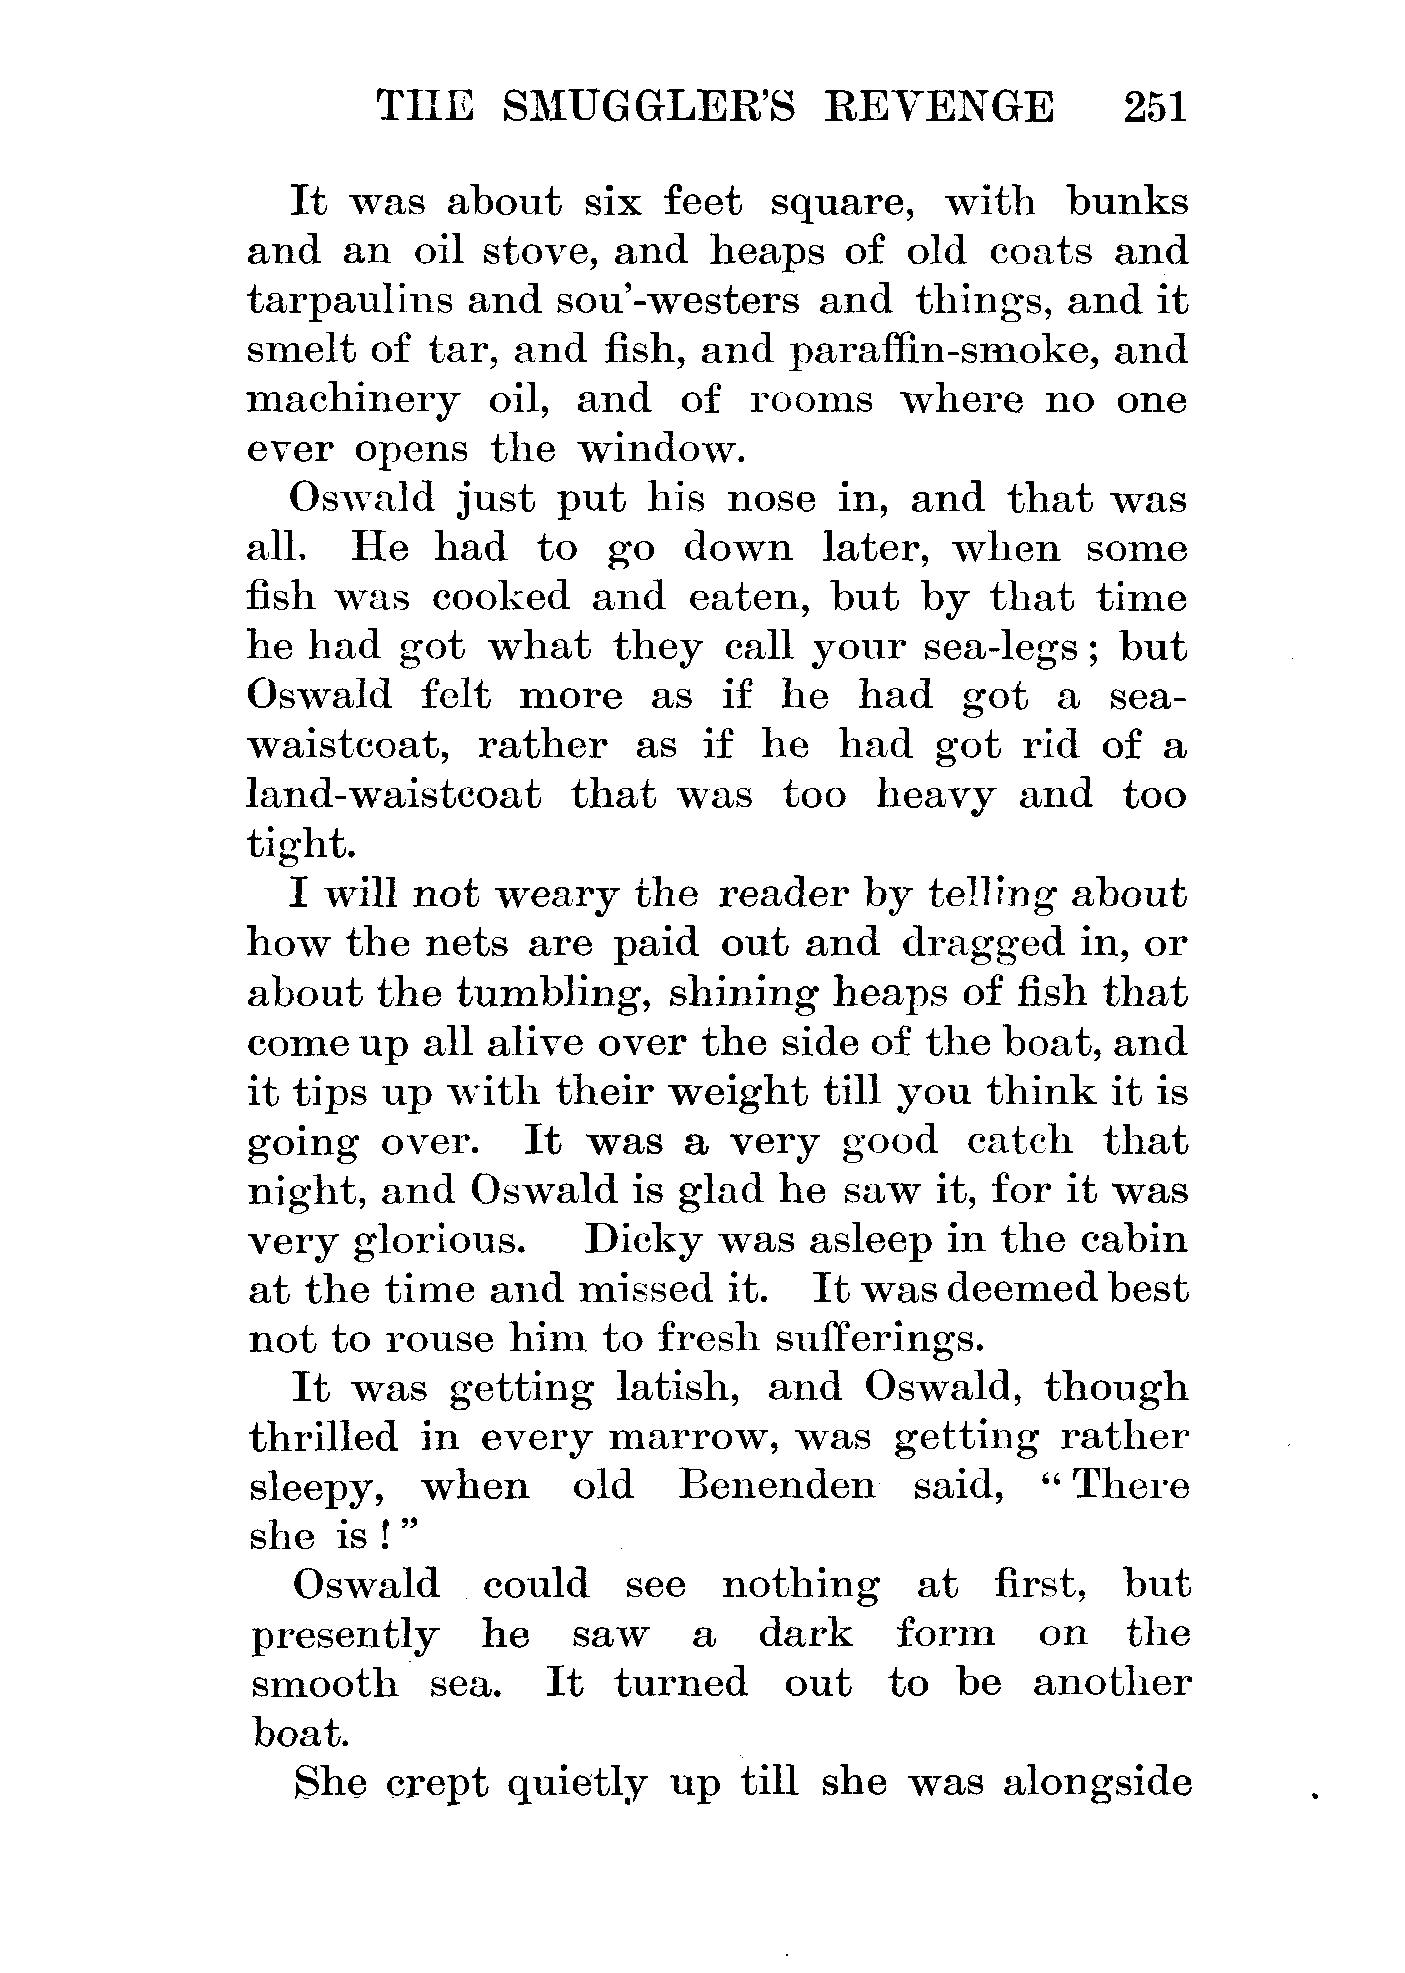 THE SMUGGLER'S REVENGE 251
It was about six feet square, with bunks
and an oil stove, and heaps of old coats and
tarpaulins and sou'-westers and things, and it
smelt of tar, and fish, and paraffin-smoke, and
machinery oil, and of rooms where no one
ever opens the window.
Oswald just put his nose in, and that was
all. He had to go down later, when some
fish was cooked and eaten, but by that time
he had got what they call your sea-legs; but
Oswald felt more as if he had got a sea-
waistcoat, rather as if he had got rid of a
land-waistcoat that was too heavy and too
tight.
I will not weary the reader by telling about
how the nets are paid out and dragged in, or
about the tumbling, shining heaps of fish that
come up all alive over the side of the boat, and
it tips up with their weight till you think it is
going over. It was a very good catch that
night, and Oswald is glad he saw it, for it was
very glorious. Dicky was asleep in the cabin
at the time and missed it. It was deemed best
not to rouse him to fresh sufferings.
It was getting latish, and Oswald, though
thrilled in every marrow, was getting rather
sleepy, when old Benenden said, "There
she is!"
Oswald could see nothing at first, but
presently he saw a dark form on the
smooth sea. It turned out to be another
boat.
She crept quietly up till she was alongside